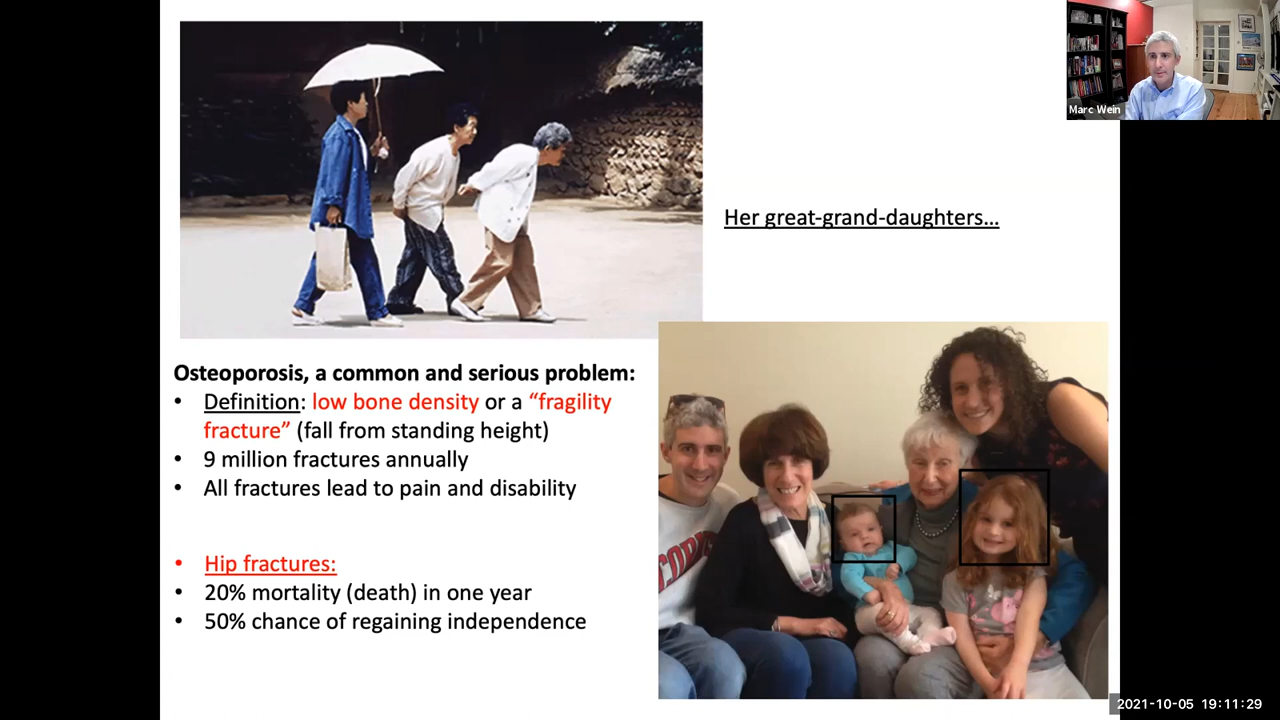 Marc Wein
Her great-grand-daughters...
Osteoporosis, a common and serious problem:
• Definition: low bone density or a “fragility
fracture” (fall from standing height)
• 9 million fractures annually
• All fractures lead to pain and disability
• Hip fractures:
• 20% mortality (death) in one year
• 50% chance of regaining independence
2021-10-05 19:11:29